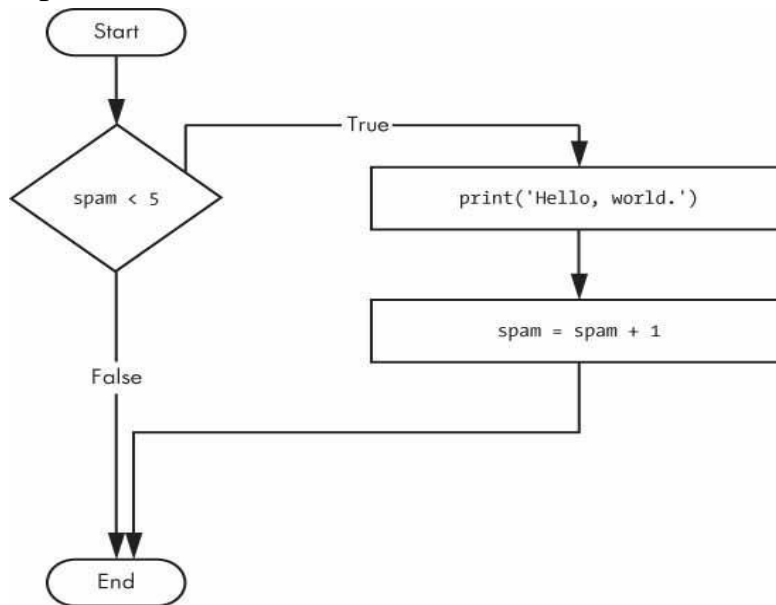 Start
True
spam < 5
print('Hello, world.')
spam = spam + 1
False
End